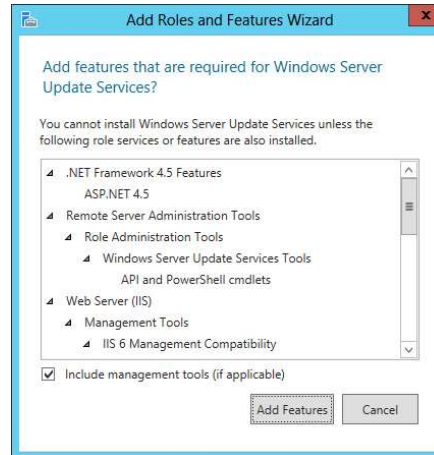 Add Roles and Features Wizard
x
Add features that are required for Windows Server
Update Services?
You cannot install Windows Server Update Services unless the
following role services or features are also installed.
.NET Framework 4.5 Features
ASP.NET 4.5
Remote Server Administration Tools
Role Administration Tools
Windows Server Update Services Tools
API and PowerShell cmdlets
Web Server (IIS)
Management Tools
IIS 6 Management Compatibility
Include management tools (if applicable)
Add Features Cancel